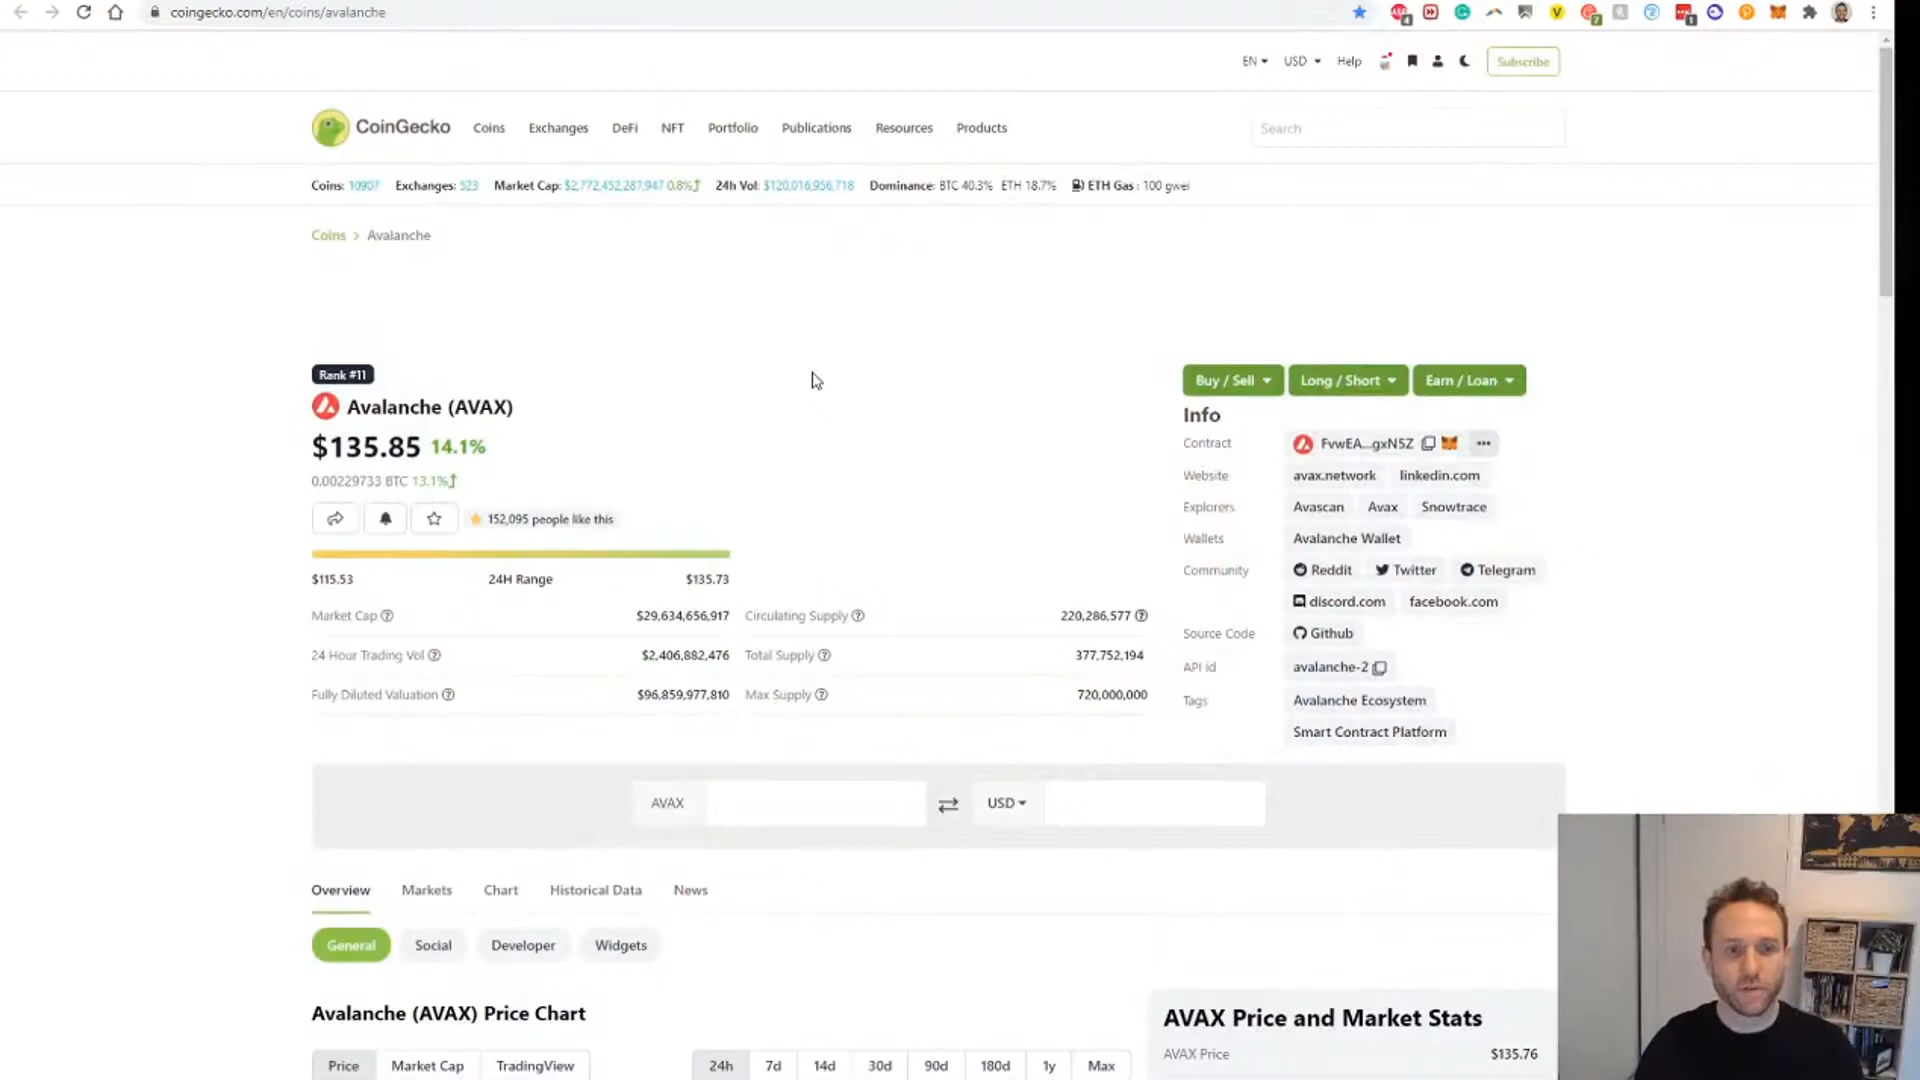 coingecko.com/en/coins/avalanche
EN USD Help Subscribe
CoinGecko Coins Exchanges DeFi NFT Portfolio Publications Resources Products Search
Coins: 10907 Exchanges: 523 Market Cap: $2,772,452,287,947 0.8% 24h Vol: $120,016,956,718 Dominance: BTC 40.3% ETH 18.7% ETH Gas: 100 gwei
Coins > Avalanche
Rank #11
Avalanche (AVAX)
$135.85 14.1%
0.00229733 BTC 13.1%
152,095 people like this
$115.53 24H Range $135.73
Market Cap $29,634,656,917 Circulating Supply 220,286,577
24 Hour Trading Vol $2,406,882,476 Total Supply 377,752,194
Fully Diluted Valuation $96,859,977,810 Max Supply 720,000,000
Buy / Sell Long / Short Earn / Loan
Info
Contract FvwEA...gxN5Z
Website avax.network linkedin.com
Explorers Avascan Avax Snowtrace
Wallets Avalanche Wallet
Community Reddit Twitter Telegram
discord.com facebook.com
Source Code Github
API id avalanche-2
Tags Avalanche Ecosystem
Smart Contract Platform
AVAX USD
Overview Markets Chart Historical Data News
General Social Developer Widgets
Avalanche (AVAX) Price Chart
Price Market Cap TradingView 24h 7d 14d 30d 90d 180d 1y Max
AVAX Price and Market Stats
AVAX Price $135.76